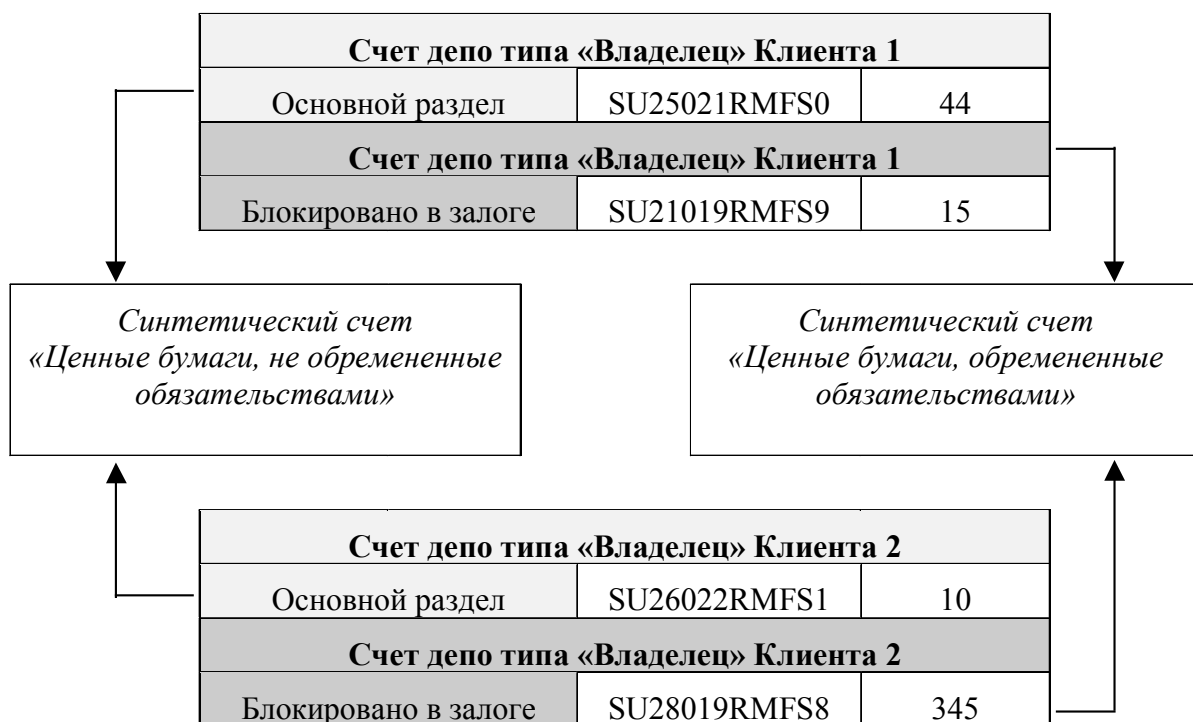 Счет депо типа «Владелец» Клиента 1
Основной раздел SU25021RMFS0 44
Счет депо типа «Владелец» Клиента 1
Блокировано в залоге SU21019RMFS9 15
Синтетический счет
«Ценные бумаги, не обремененные
обязательствами»
Синтетический счет
«Ценные бумаги, обремененные
обязательствами»
Счет депо типа «Владелец» Клиента 2
Основной раздел SU26022RMFS1 10
Счет депо типа «Владелец» Клиента 2
Блокировано в залоге SU28019RMFS8 345